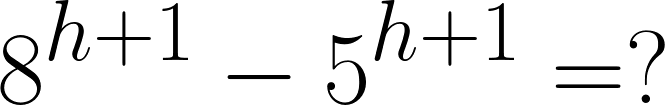 8^{h+1} − 5^{h+1} =?